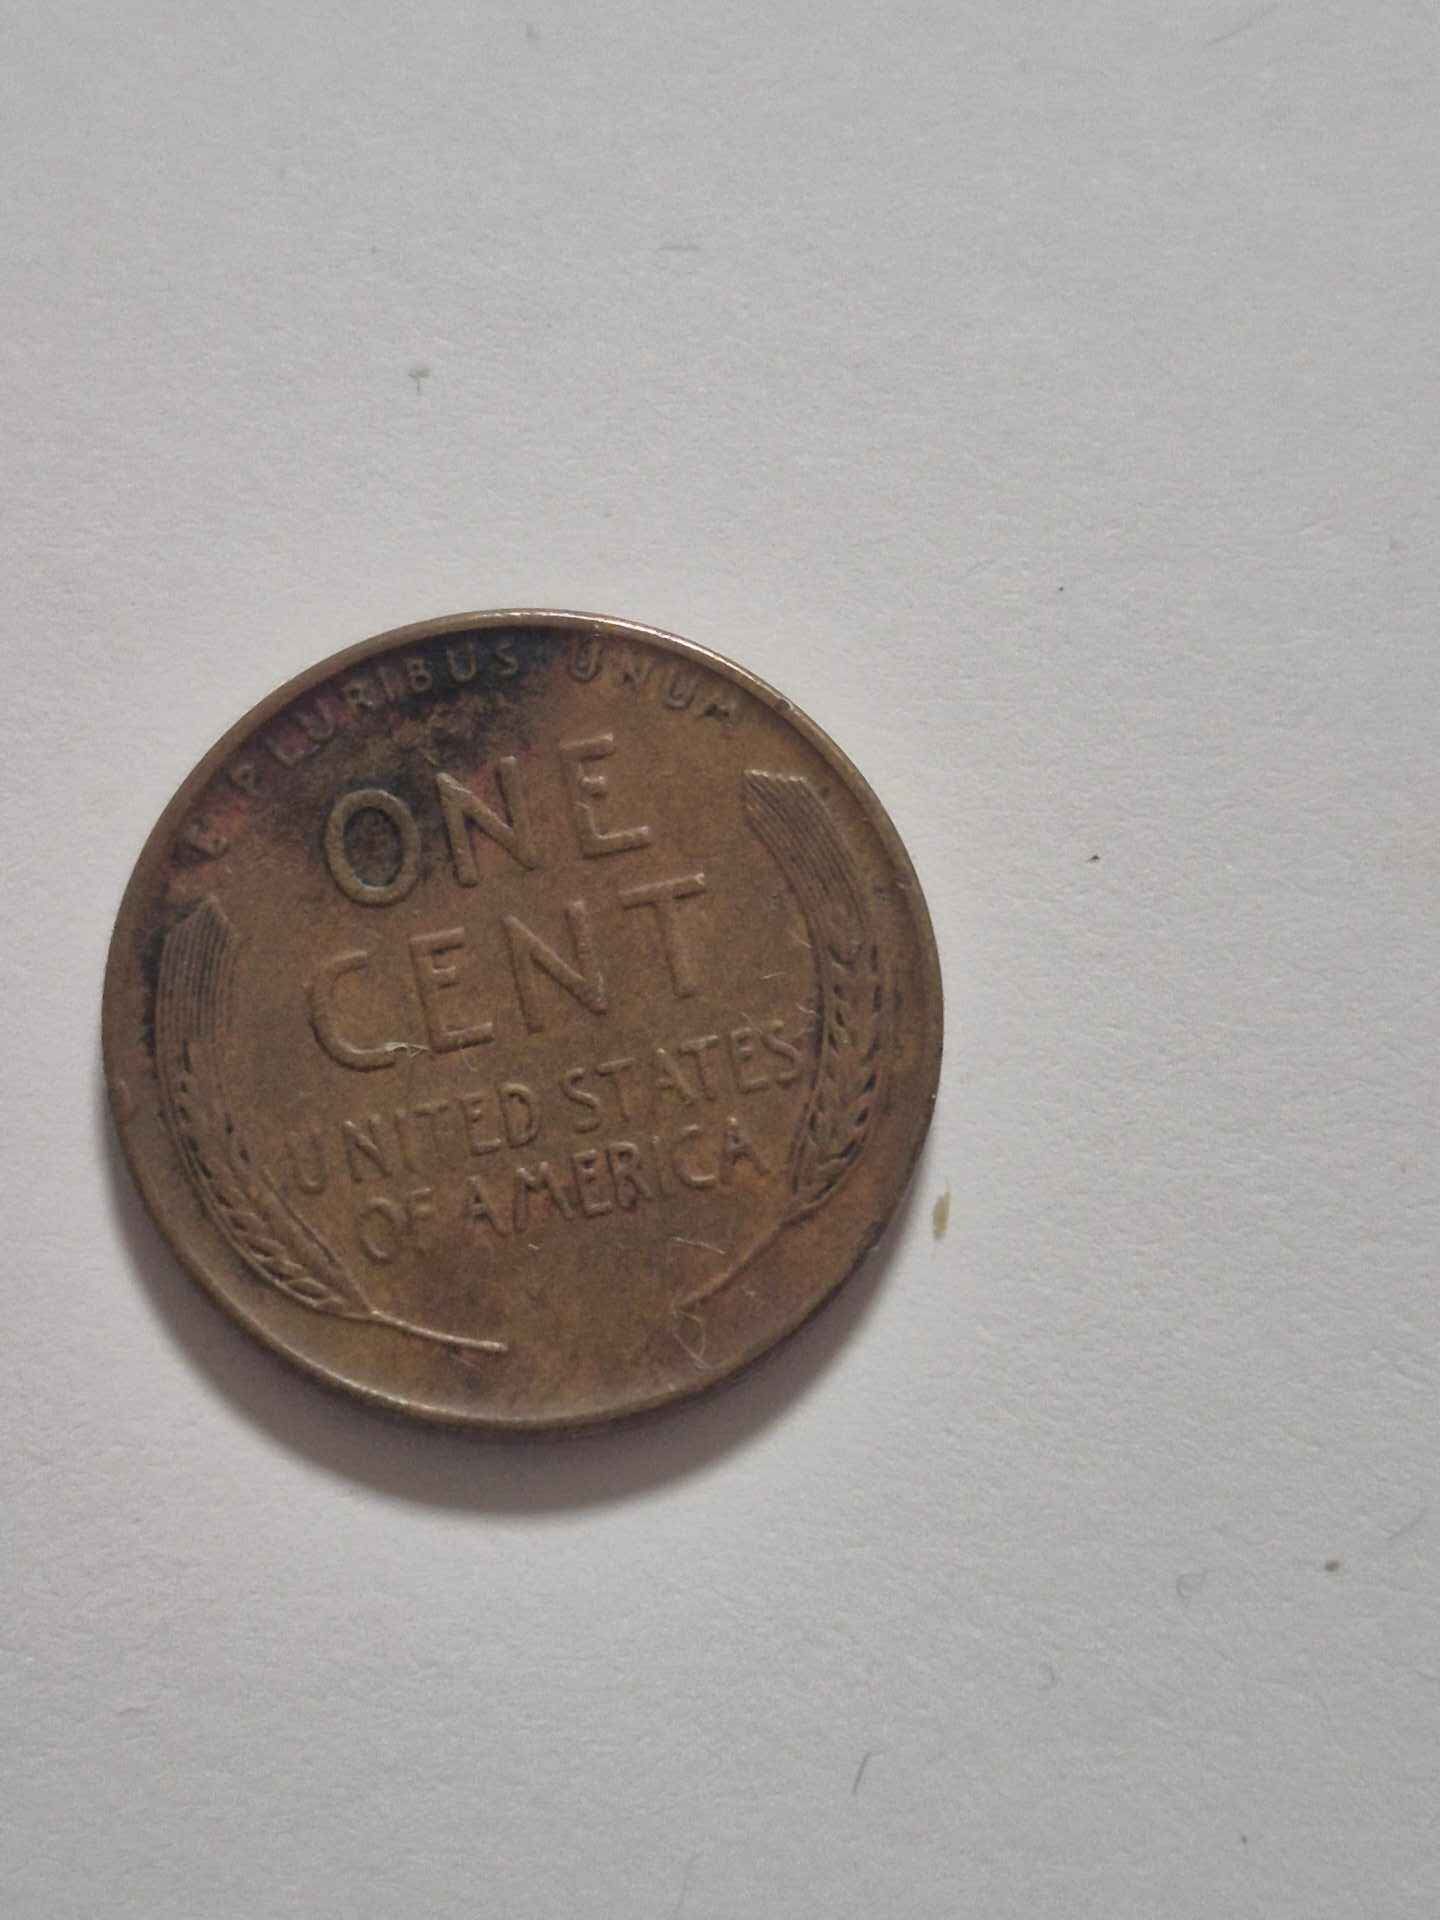 E PLURIBUS UNUM
ONE
CENT
UNITED STATES
OF AMERICA